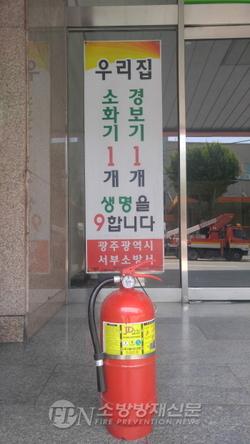 우리집
소화기 1개
경보기 1개
생명을
9합니다
광주광역시
서부소방서
FPN 소방방재신문
FIRE PREVENTION NEWS